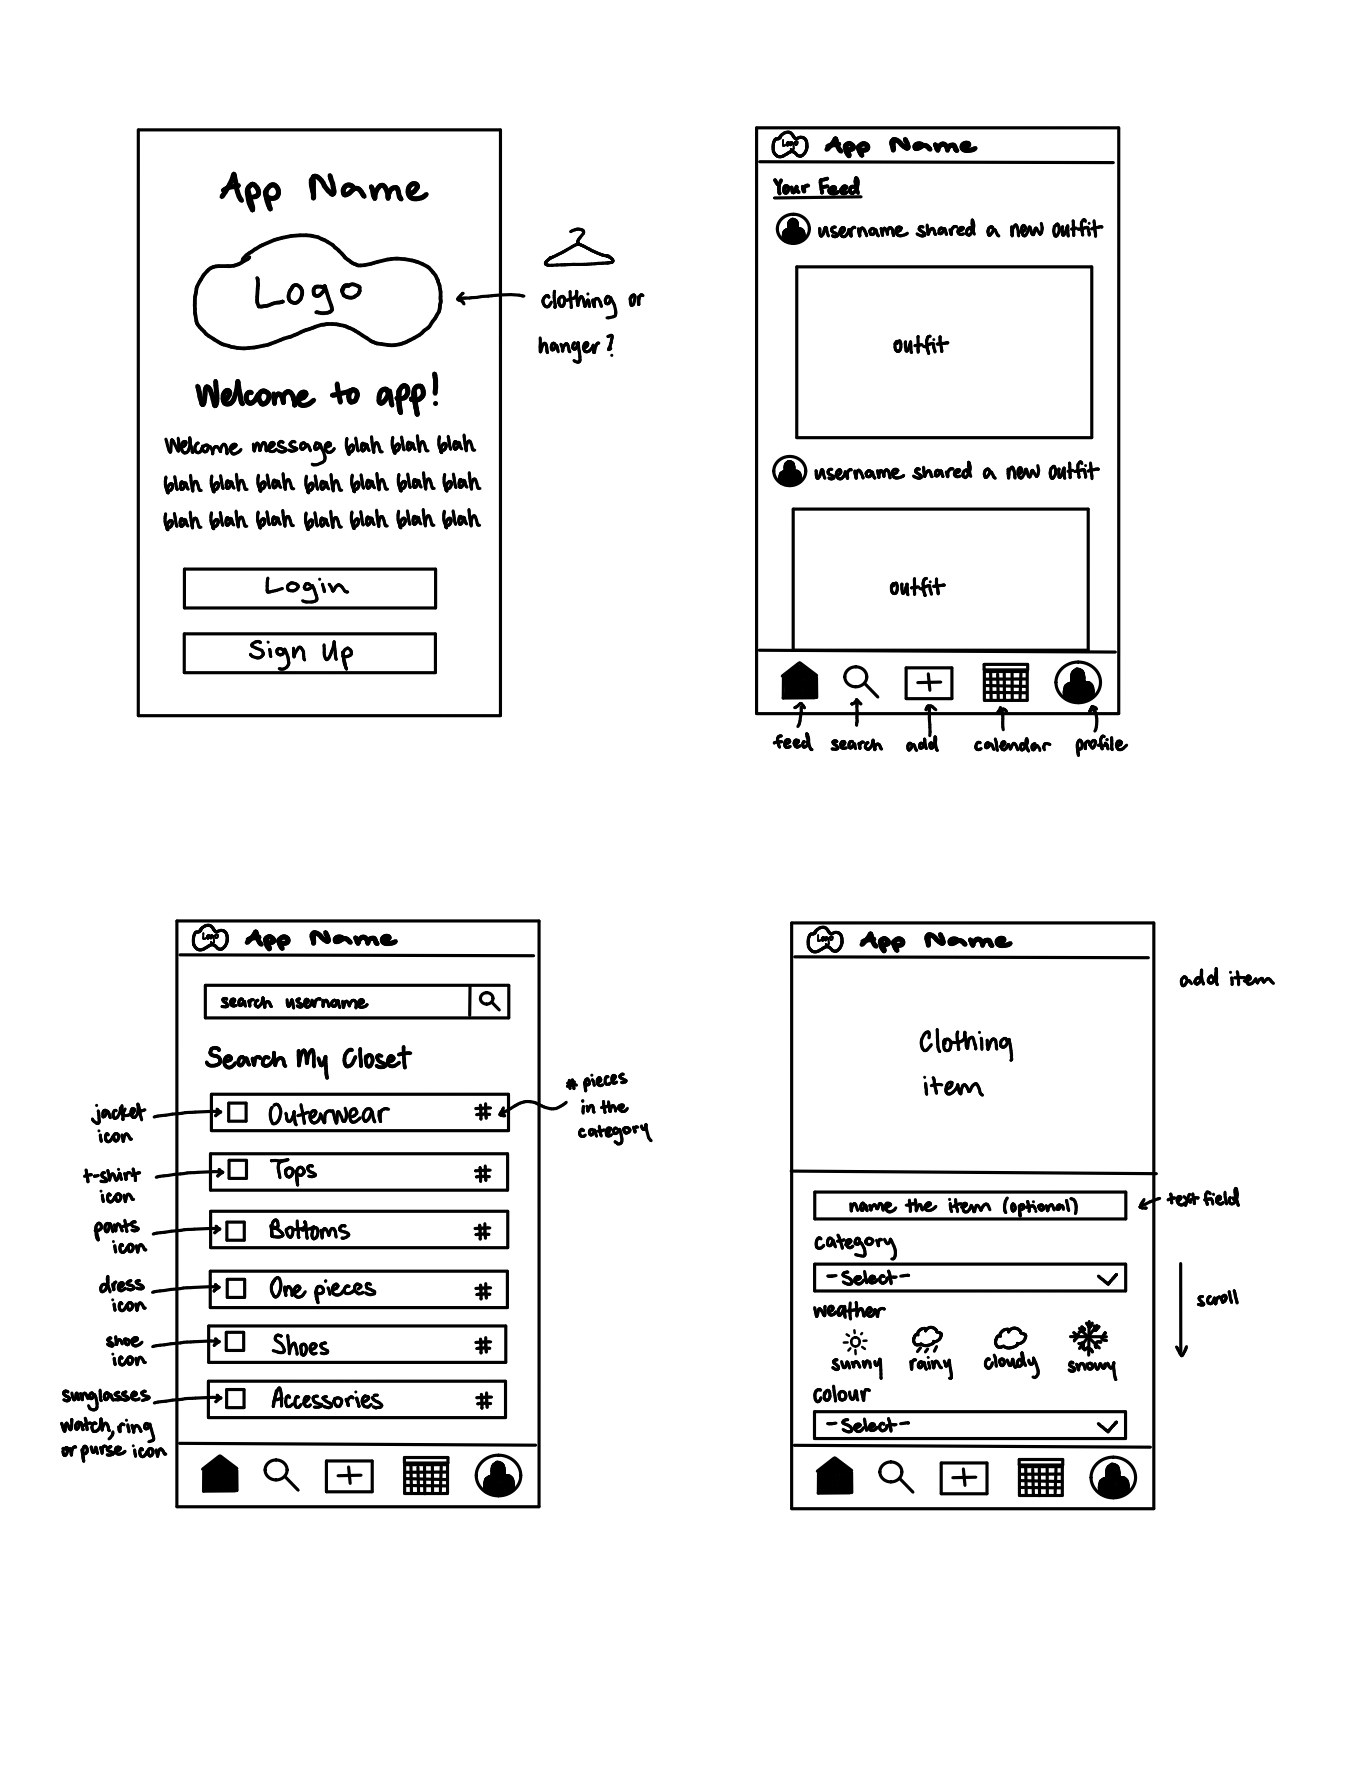 App Name
Logo
clothing or
hanger?
Welcome to app!
Welcome message blah blah blah
blah blah blah blah blah blah blah
blah blah blah blah blah blah blah
Login
Sign Up
Logo App Name
Your Feed
username shared a new outfit
outfit
username shared a new outfit
outfit
feed search add calendar profile
Logo App Name
search username
Search My Closet
# pieces
in the
category
jacket
icon
Outerwear #
t-shirt
icon
Tops #
pants
icon
Bottoms #
dress
icon
One pieces #
shoe
icon
Shoes #
sunglasses
watch, ring
or purse icon
Accessories #
Logo App Name
add item
Clothing
item
name the item (optional)
text field
category
-Select-
scroll
weather
sunny rainy cloudy snowy
colour
-Select-